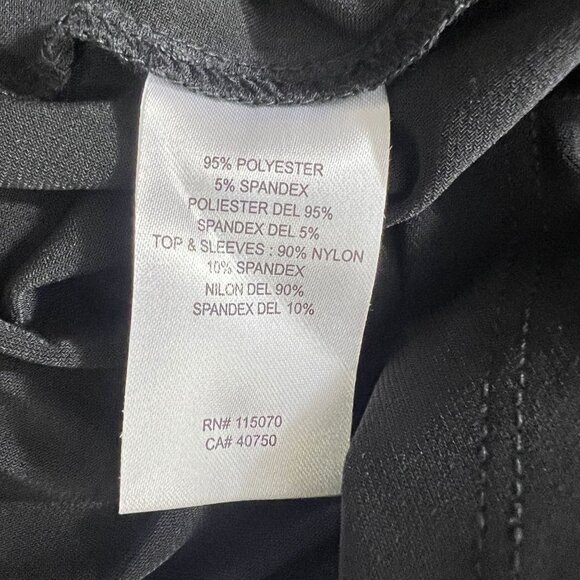 95% POLYESTER
5% SPANDEX
POLIESTER DEL 95%
SPANDEX DEL 5%
TOP & SLEEVES : 90% NYLON
10% SPANDEX
NILON DEL 90%
SPANDEX DEL 10%
RN# 115070
CA# 40750